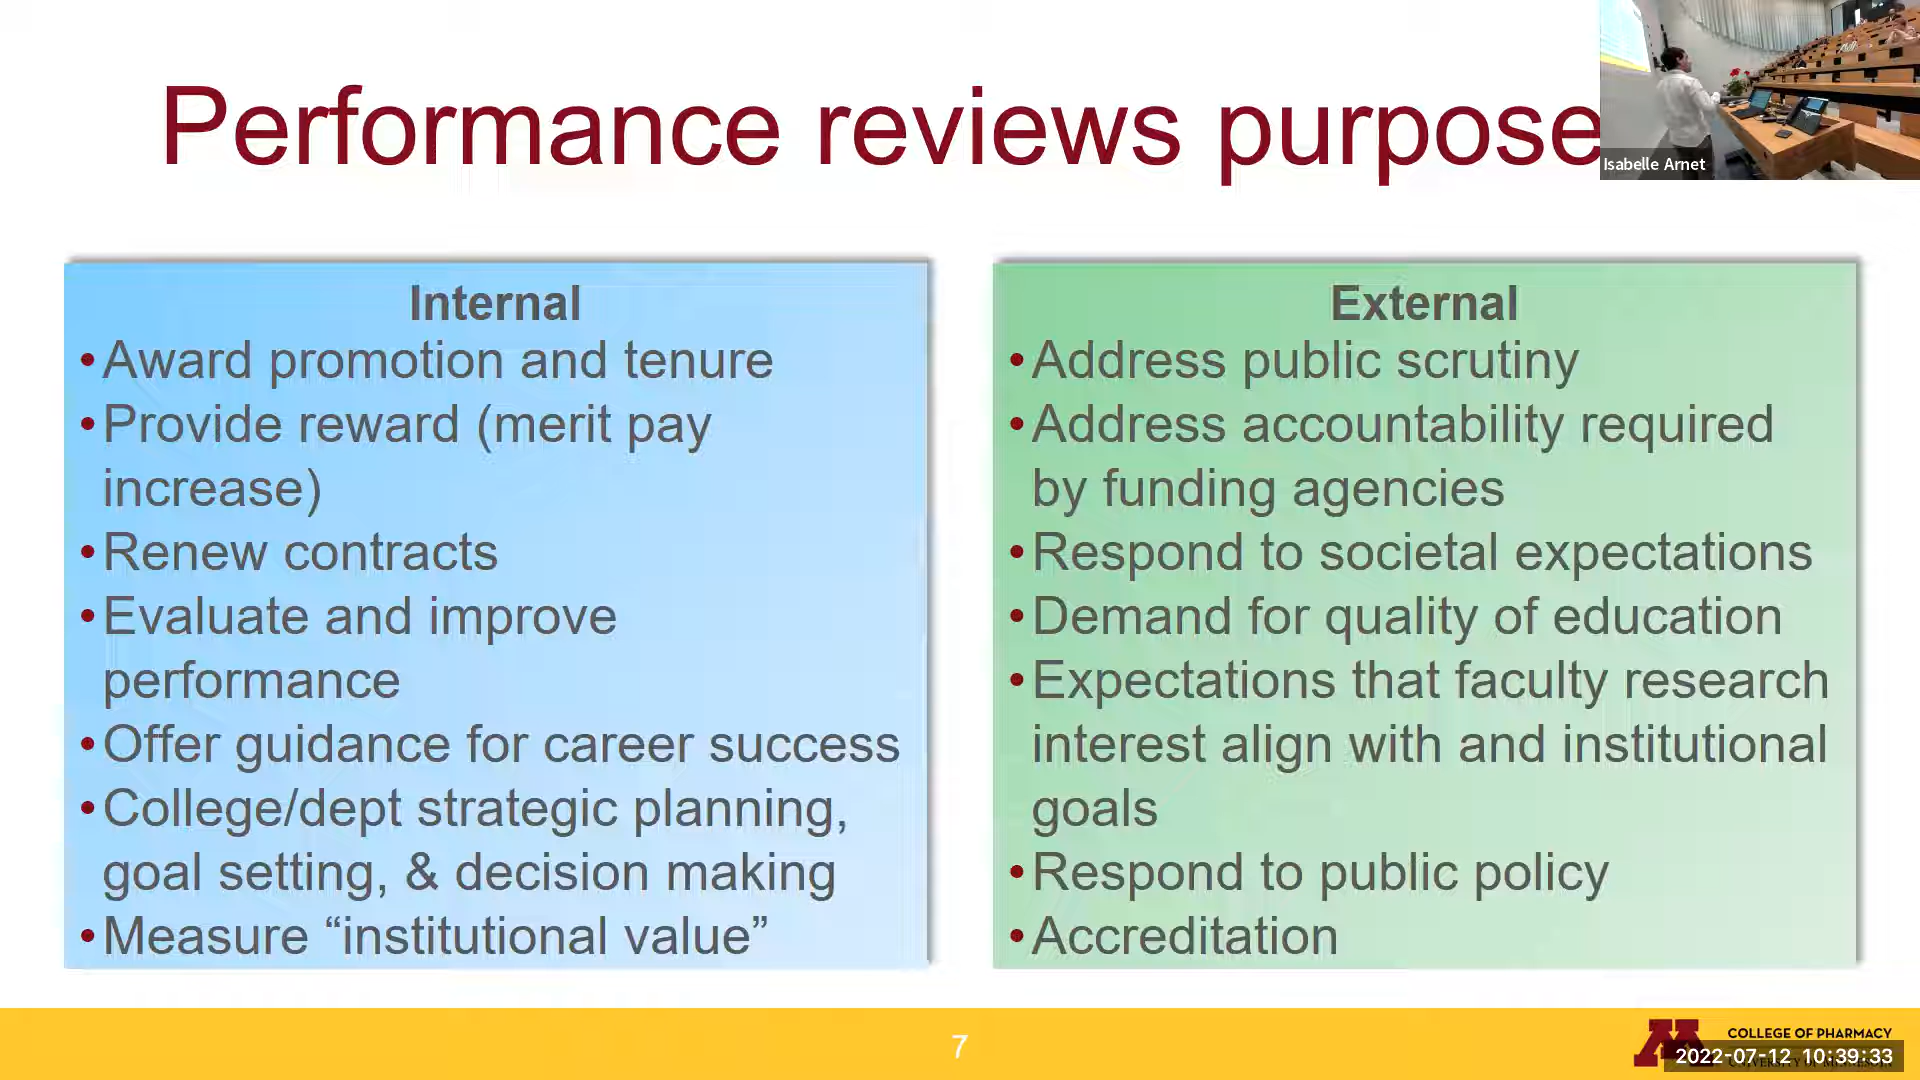 Performance reviews purpose
Isabelle Arnet
Internal
•Award promotion and tenure
•Provide reward (merit pay
increase)
•Renew contracts
•Evaluate and improve
performance
•Offer guidance for career success
•College/dept strategic planning,
goal setting, & decision making
•Measure “institutional value”
External
•Address public scrutiny
•Address accountability required
by funding agencies
•Respond to societal expectations
•Demand for quality of education
•Expectations that faculty research
interest align with and institutional
goals
•Respond to public policy
•Accreditation
7
M
COLLEGE OF PHARMACY
UNIVERSITY OF MINNESOTA
2022-07-12 10:39:33